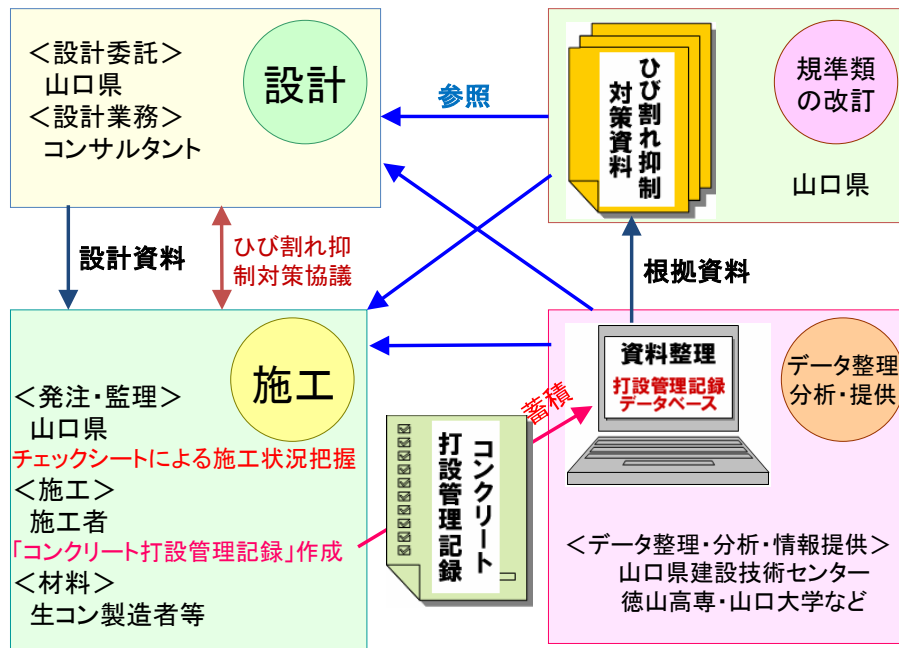 ＜設計委託＞
山口県
＜設計業務＞
コンサルタント
設計
参照
ひび割れ抑制
対策資料
規準類
の改訂
山口県
設計資料
ひび割れ抑
制対策協議
根拠資料
施工
＜発注・監理＞
山口県
チェックシートによる施工状況把握
＜施工＞
施工者
「コンクリート打設管理記録」作成
＜材料＞
生コン製造者等
コンクリート
打設管理記録
蓄積
資料整理
打設管理記録
データベース
データ整理
分析・提供
＜データ整理・分析・情報提供＞
山口県建設技術センター
徳山高専・山口大学など